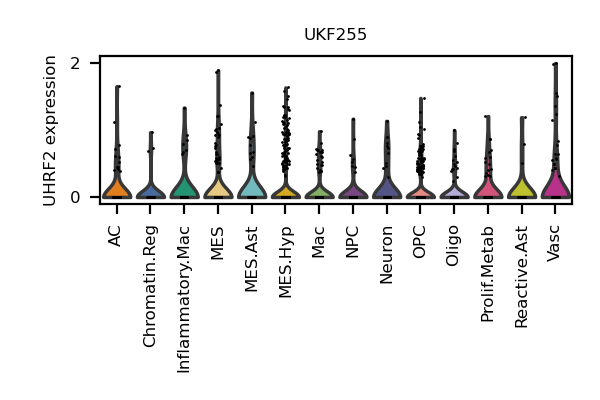 UKF255
UHRF2 expression
2
0
AC
Chromatin.Reg
Inflammatory.Mac
MES
MES.Ast
MES.Hyp
Mac
NPC
Neuron
OPC
Oligo
Prolif.Metab
Reactive.Ast
Vasc